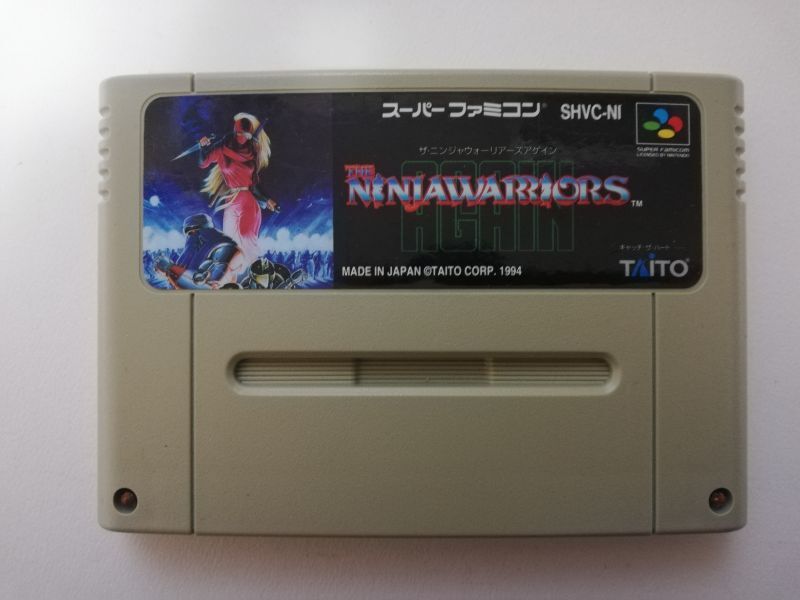 スーパーファミコン® SHVC-NI
SUPER FAMICOM
LICENSED BY NINTENDO
ザ・ニンジャウォーリアーズアゲイン
THE NINJAWARRIORS™
AGAIN
キャッチ・ザ・ハート
TAITO®
MADE IN JAPAN ©TAITO CORP. 1994